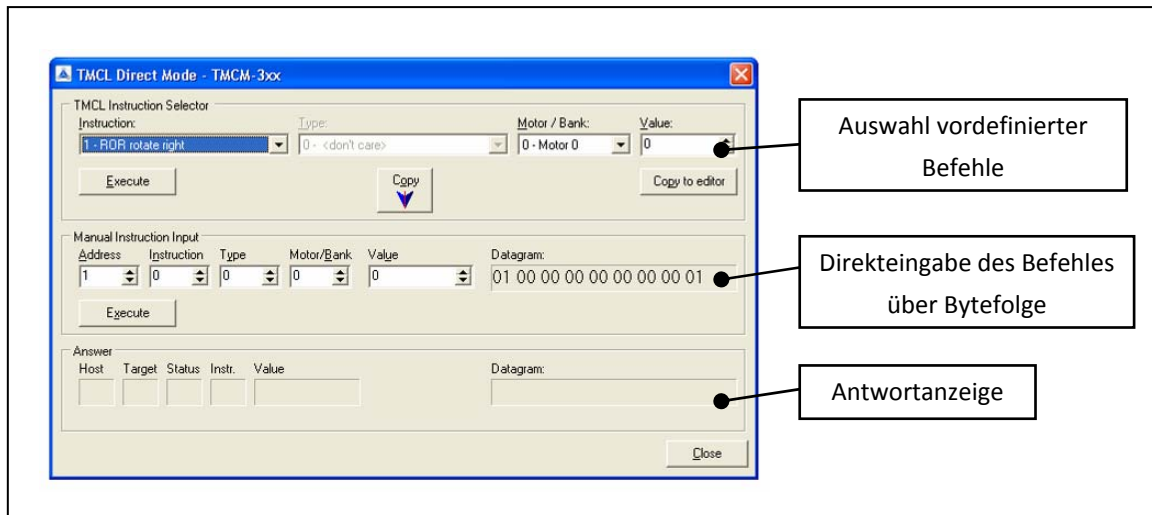 TMCL Direct Mode - TMCM-3xx
TMCL Instruction Selector
Instruction: Type: Motor / Bank: Value:
1 - ROR rotate right 0 - <don't care> 0 - Motor 0 0
Execute Copy Copy to editor
Auswahl vordefinierter
Befehle
Manual Instruction Input
Address Instruction Type Motor/Bank Value Datagram:
1 0 0 0 0 01 00 00 00 00 00 00 00 01
Execute
Direkteingabe des Befehles
über Bytefolge
Answer
Host Target Status Instr. Value Datagram:
Antwortanzeige
Close